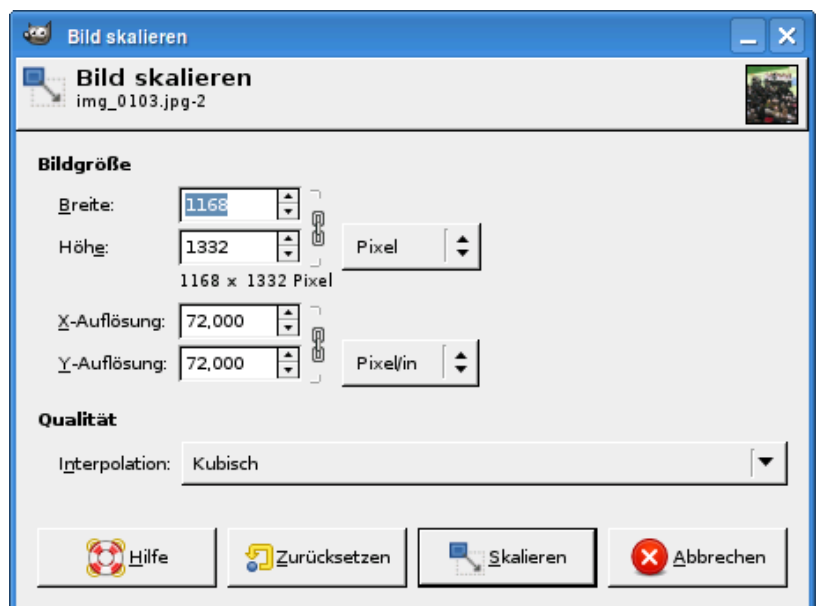 Bild skalieren
Bild skalieren
img_0103.jpg-2
Bildgröße
Breite: 1168
Höhe: 1332 Pixel
1168 x 1332 Pixel
X-Auflösung: 72,000
Y-Auflösung: 72,000 Pixel/in
Qualität
Interpolation: Kubisch
Hilfe Zurücksetzen Skalieren Abbrechen